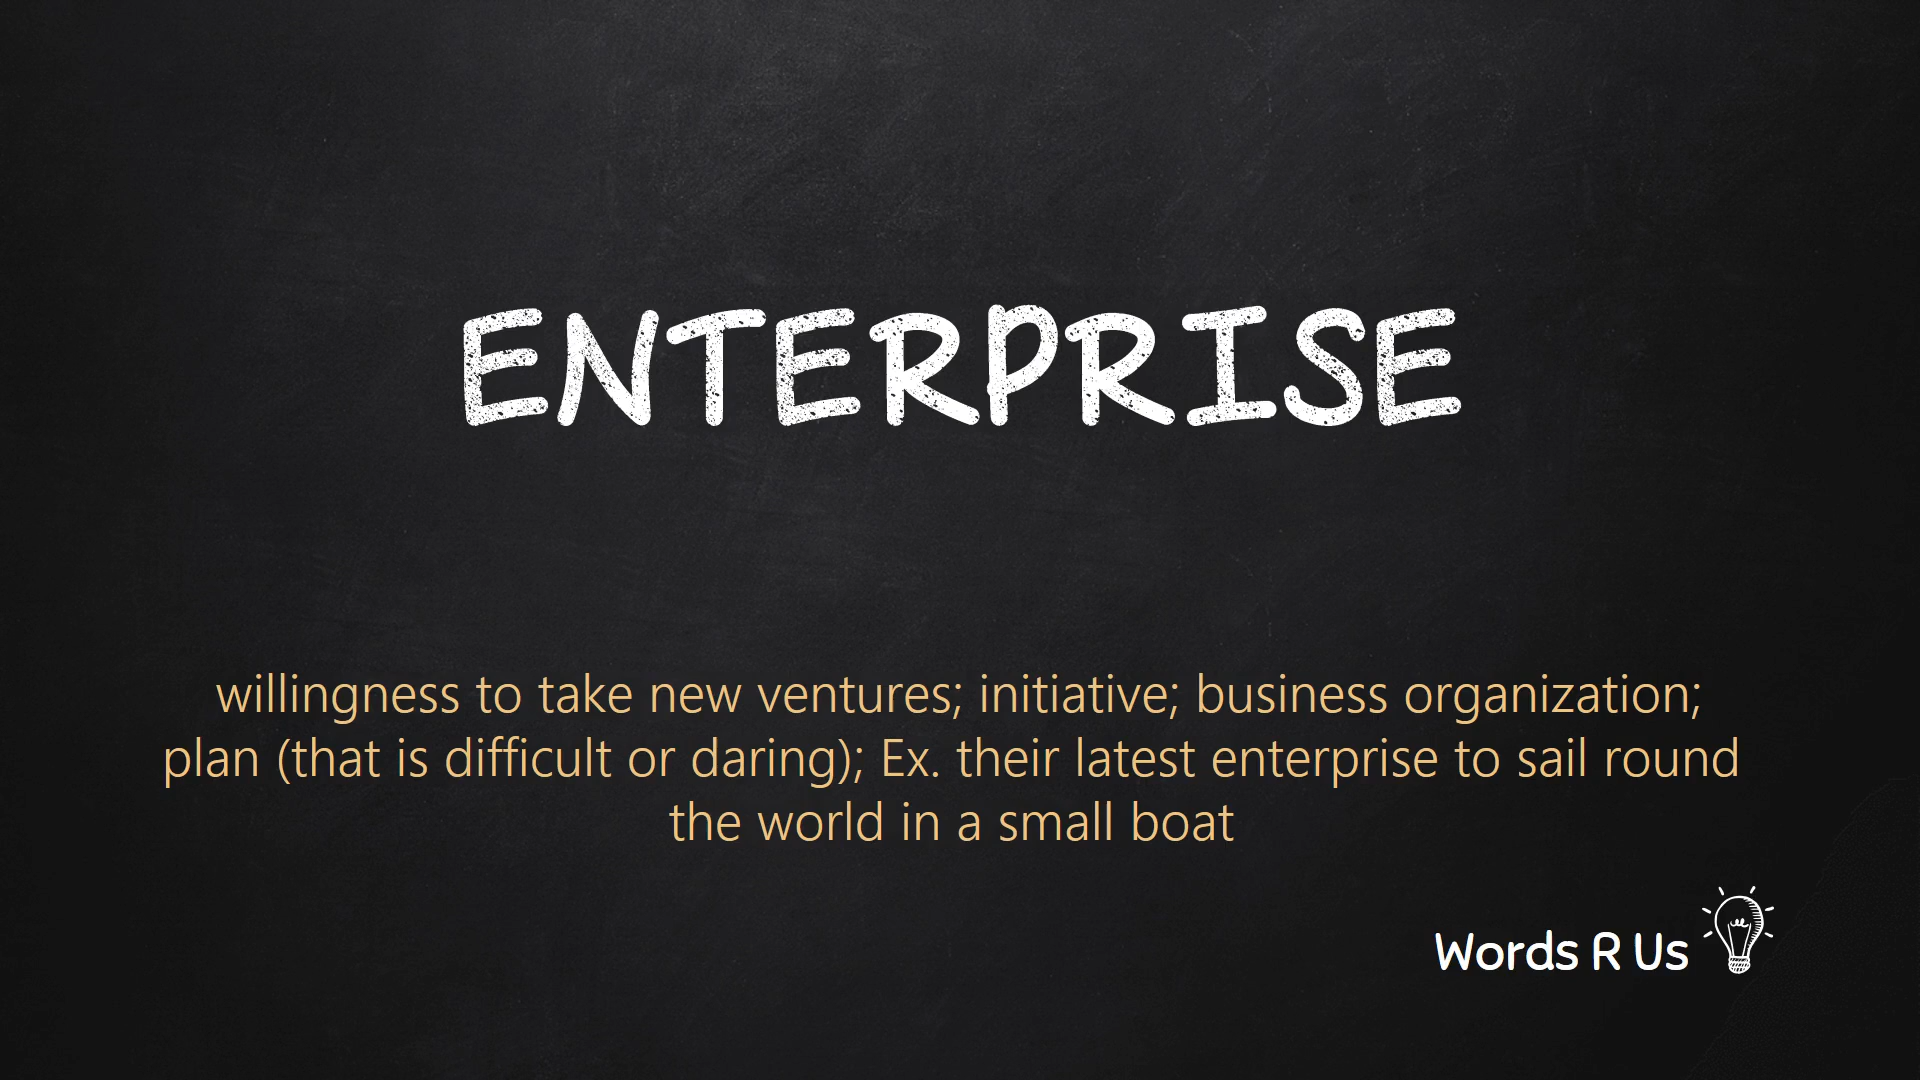 ENTERPRISE
willingness to take new ventures; initiative; business organization;
plan (that is difficult or daring); Ex. their latest enterprise to sail round
the world in a small boat
Words R Us